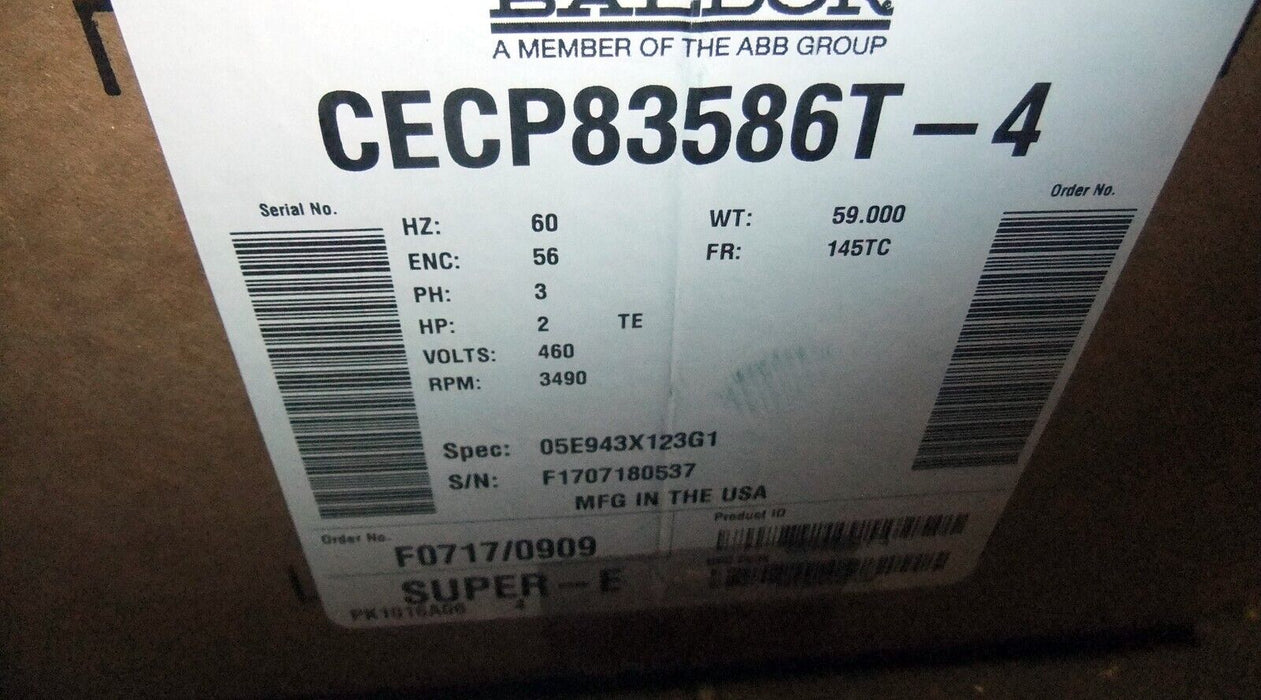 BALDOR
A MEMBER OF THE ABB GROUP
CECP83586T-4
Serial No.
Order No.
HZ: 60 WT: 59.000
ENC: 56 FR: 145TC
PH: 3
HP: 2 TE
VOLTS: 460
RPM: 3490
Spec: 05E943X123G1
S/N: F1707180537
MFG IN THE USA
Order No.
Product ID
F0717/0909
SUPER-E
4